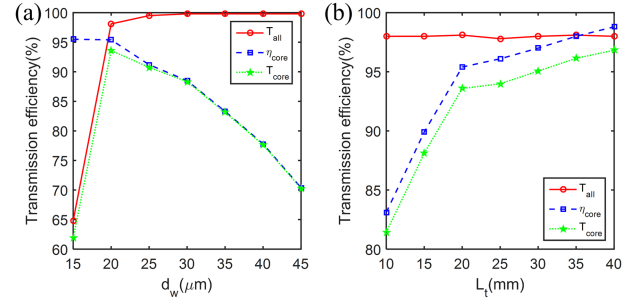 (a)
Transmission efficiency(%)
100
95
90
85
80
75
70
65
60
15 20 25 30 35 40 45
d_w(μm)
T_all
η_core
T_core
(b)
Transmission efficiency(%)
100
95
90
85
80
10 15 20 25 30 35 40
L_t(mm)
T_all
η_core
T_core